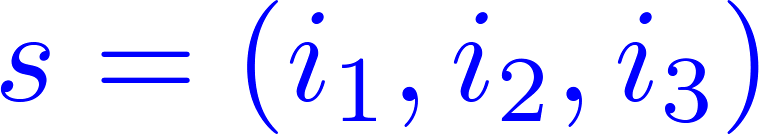 s = (i₁, i₂, i₃)